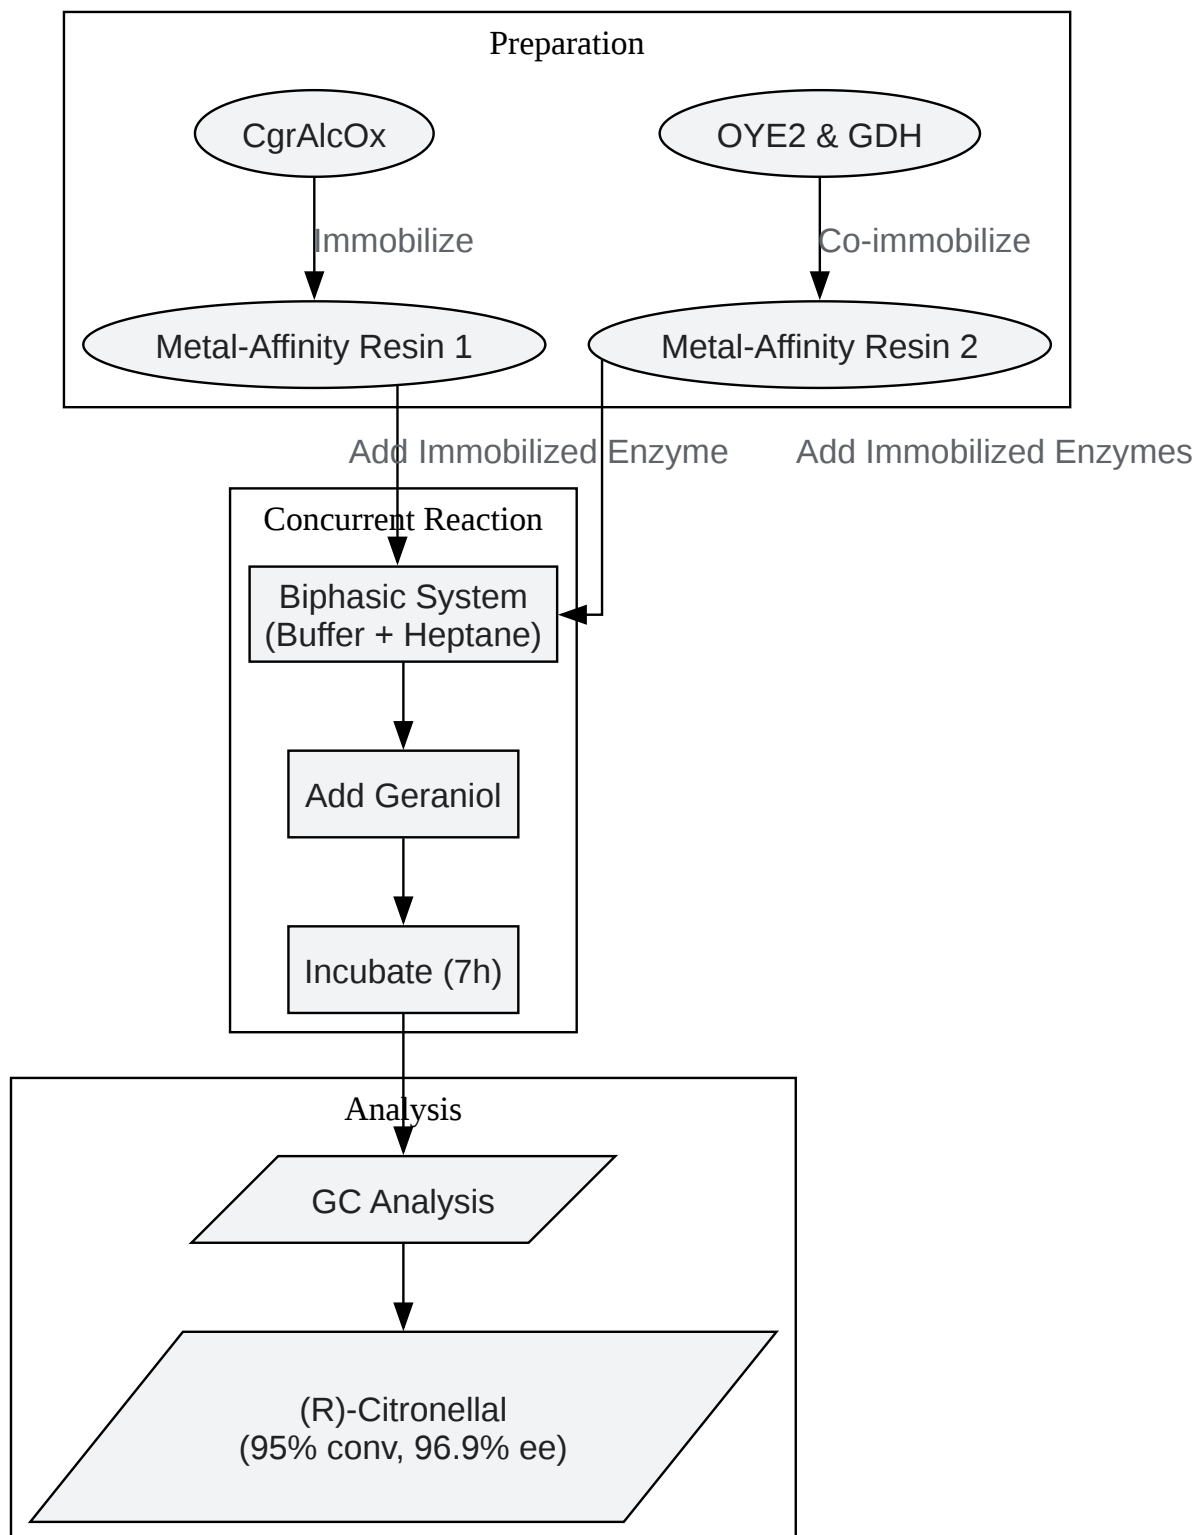 Preparation
CgrAlcOx
OYE2 & GDH
Immobilize
Co-immobilize
Metal-Affinity Resin 1
Metal-Affinity Resin 2
Add Immobilized Enzyme
Add Immobilized Enzymes
Concurrent Reaction
Biphasic System
(Buffer + Heptane)
Add Geraniol
Incubate (7h)
Analysis
GC Analysis
(R)-Citronellal
(95% conv, 96.9% ee)